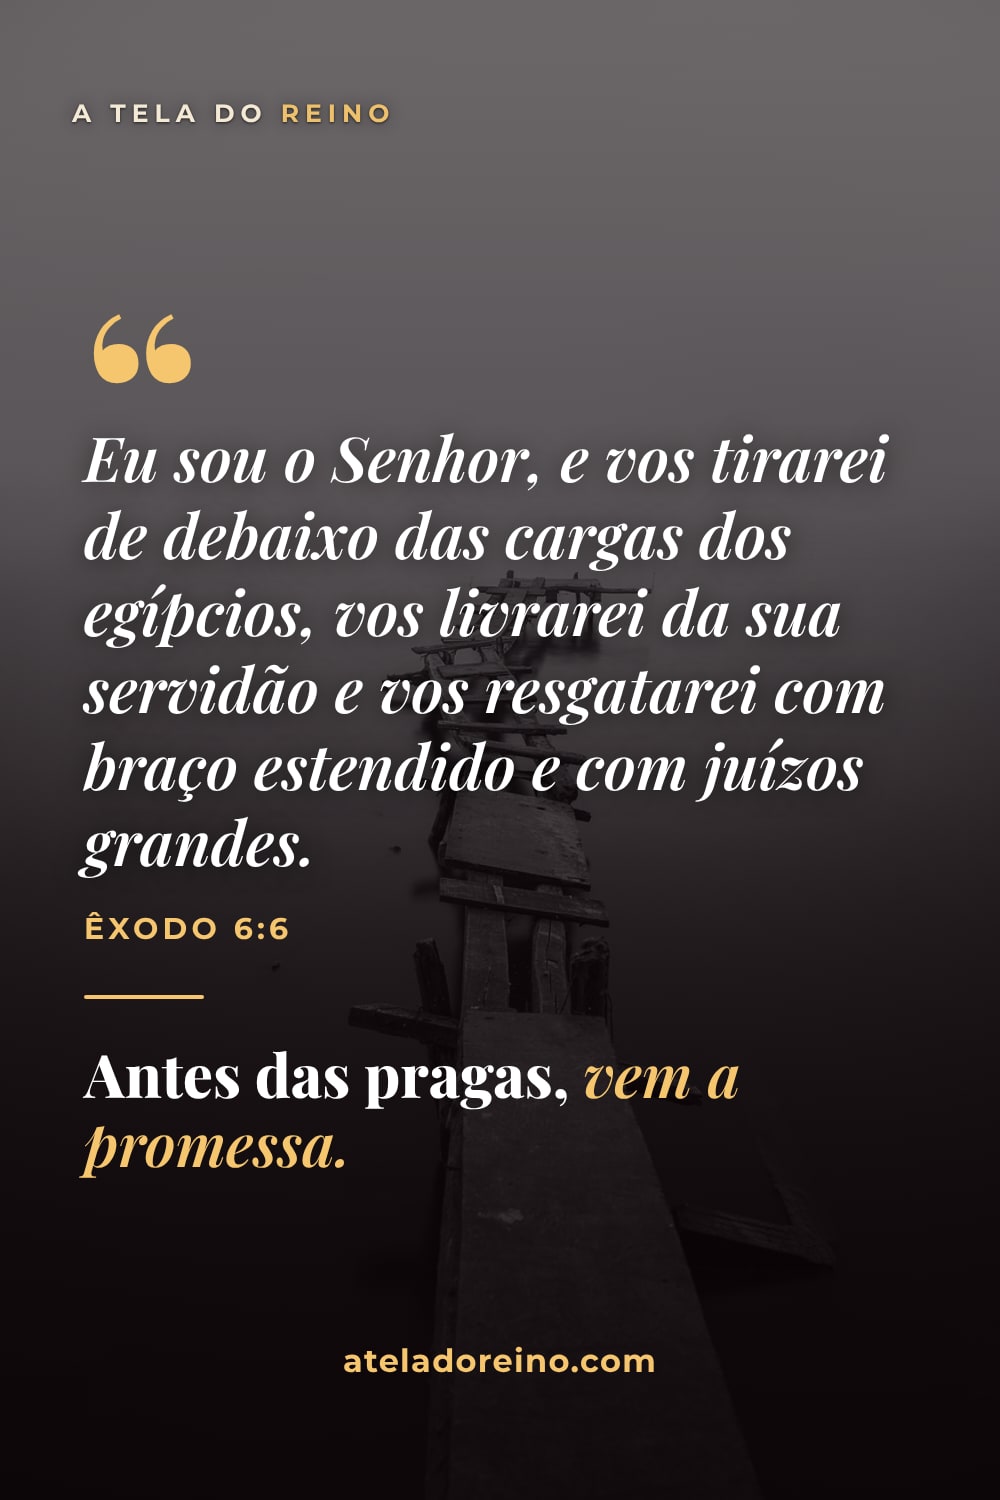 A TELA DO REINO
“
Eu sou o Senhor, e vos tirarei
de debaixo das cargas dos
egípcios, vos livrarei da sua
servidão e vos resgatarei com
braço estendido e com juízos
grandes.
ÊXODO 6:6
Antes das pragas, vem a
promessa.
ateladoreino.com